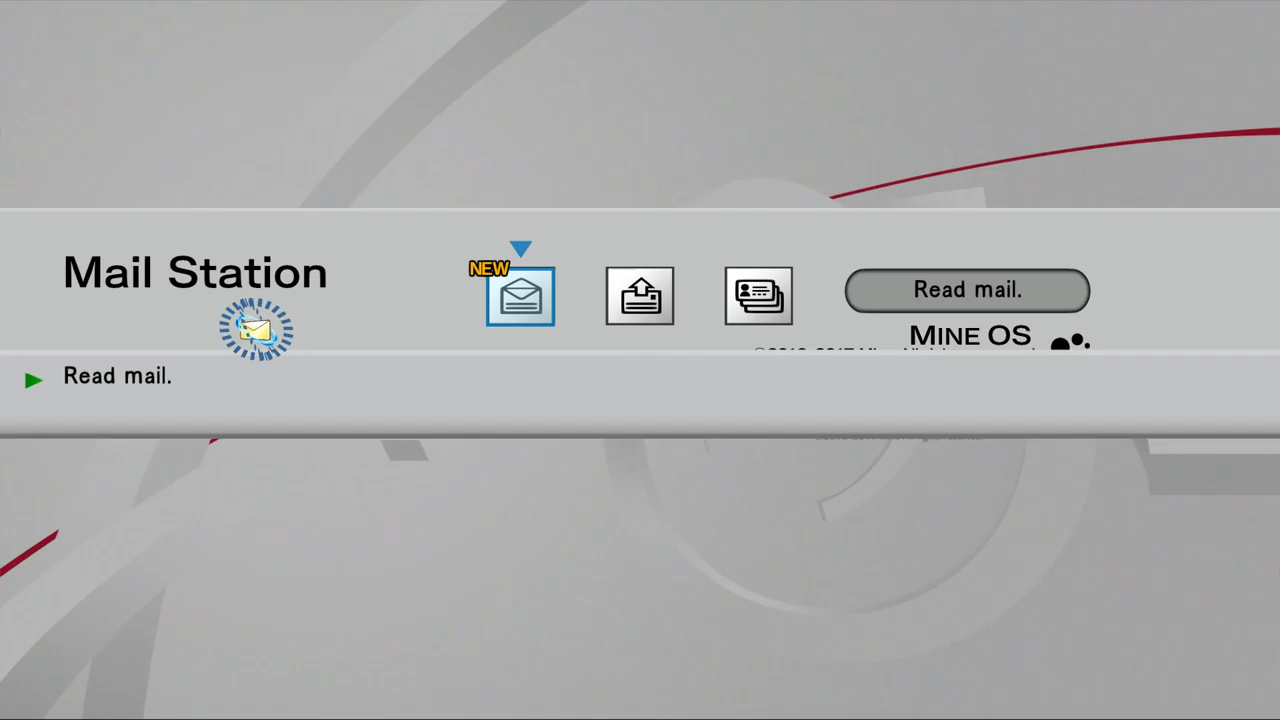 Mail Station
NEW
Read mail.
MINE OS
Read mail.